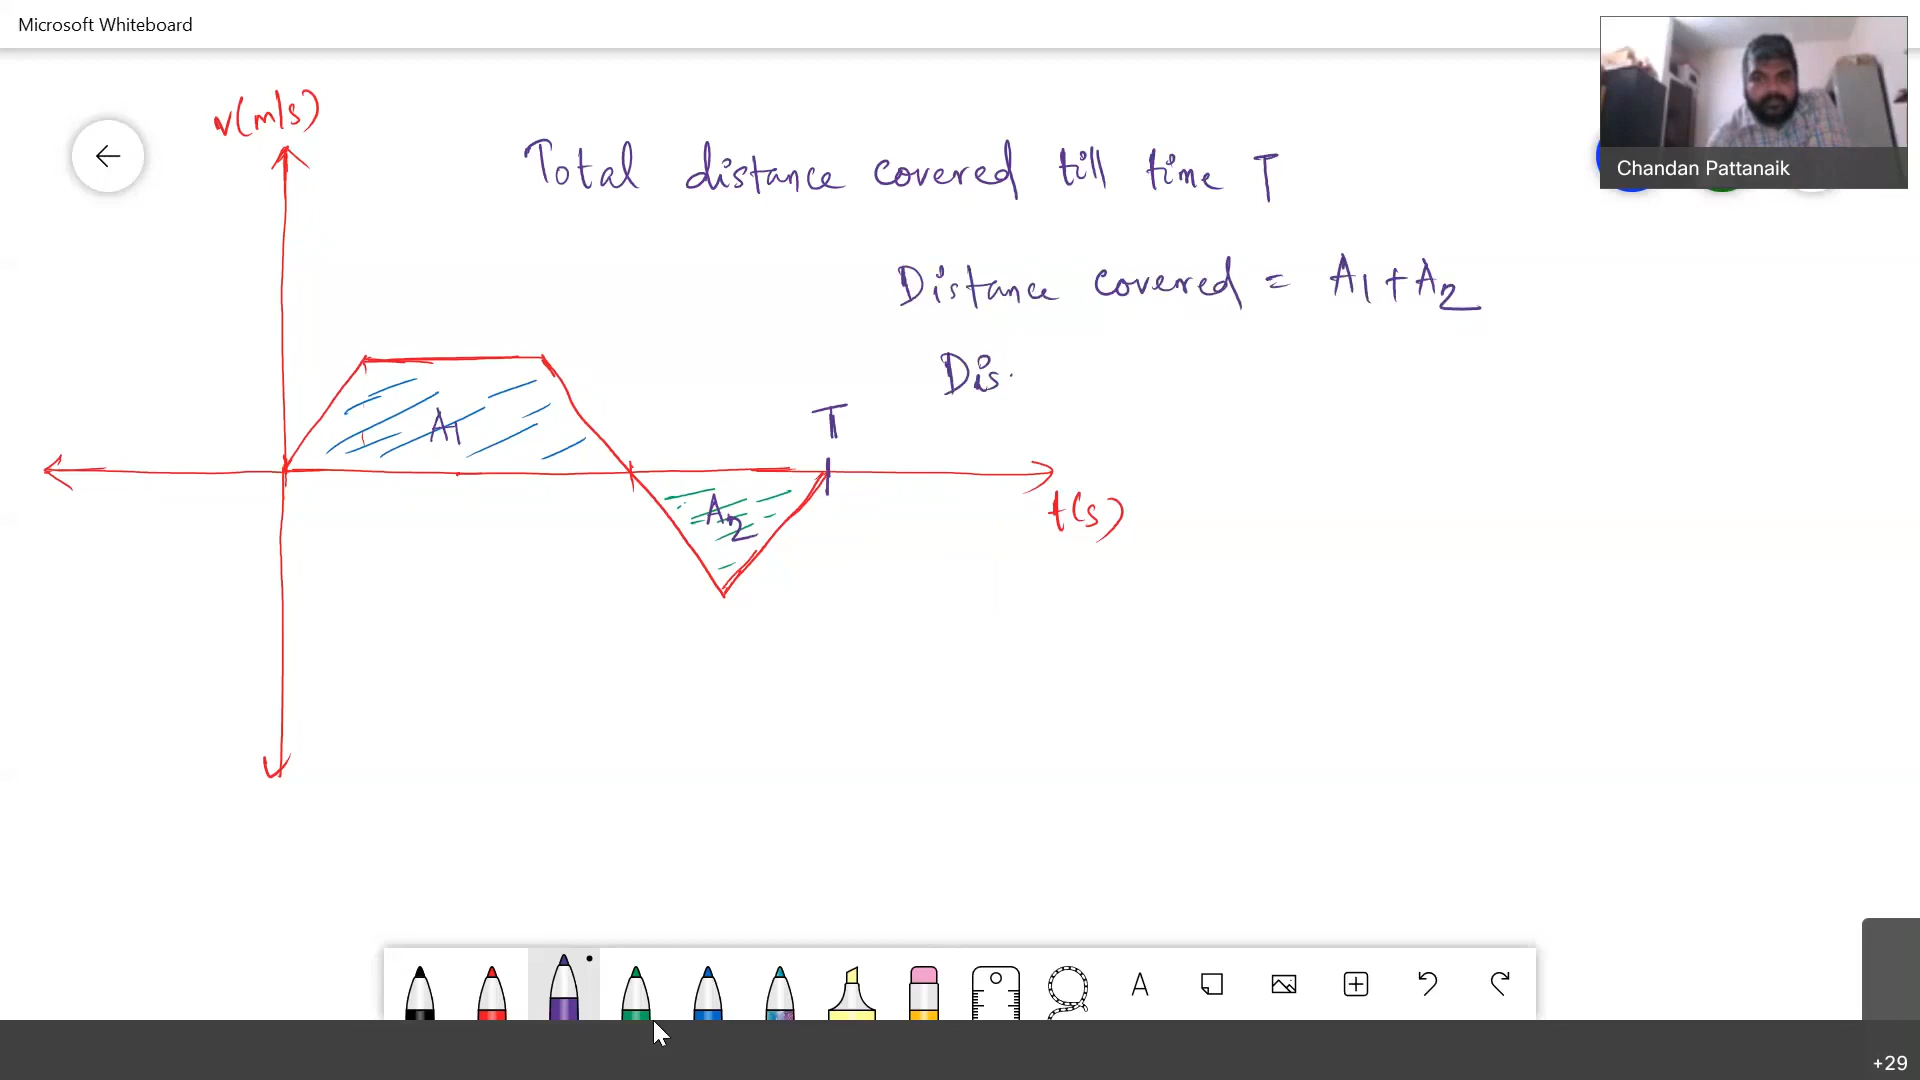 Microsoft Whiteboard
Chandan Pattanaik
v(m/s)
Total distance covered till time T
Distance covered = A1 + A2
Dis.
T
A1
A2
t(s)
A
+29